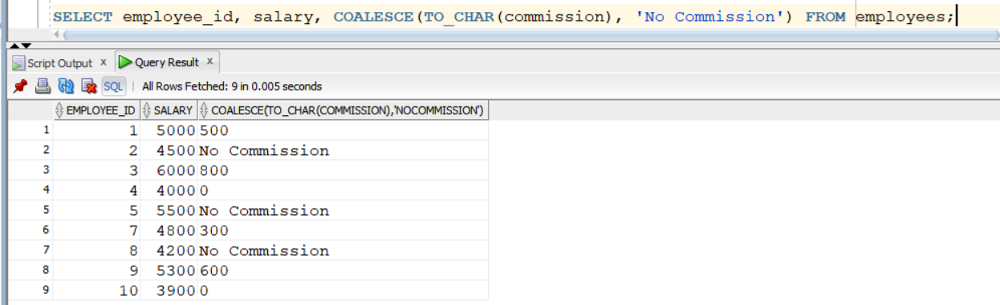 SELECT employee_id, salary, COALESCE(TO_CHAR(commission), 'No Commission') FROM employees;
Script Output x Query Result x
SQL | All Rows Fetched: 9 in 0.005 seconds
EMPLOYEE_ID SALARY COALESCE(TO_CHAR(COMMISSION),'NOCOMMISSION')
1 1 5000 500
2 2 4500 No Commission
3 3 6000 800
4 4 4000 0
5 5 5500 No Commission
6 7 4800 300
7 8 4200 No Commission
8 9 5300 600
9 10 3900 0